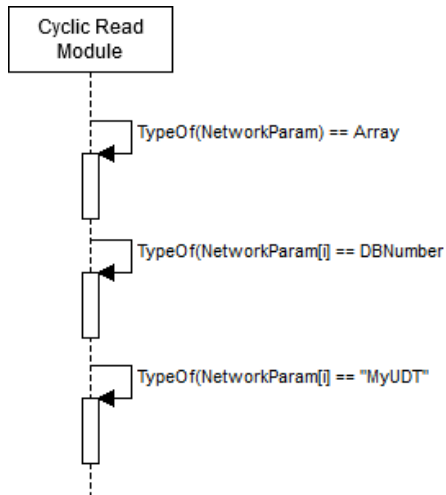 Cyclic Read
Module
TypeOf(NetworkParam) == Array
TypeOf(NetworkParam[i] == DBNumber
TypeOf(NetworkParam[i] == "MyUDT"